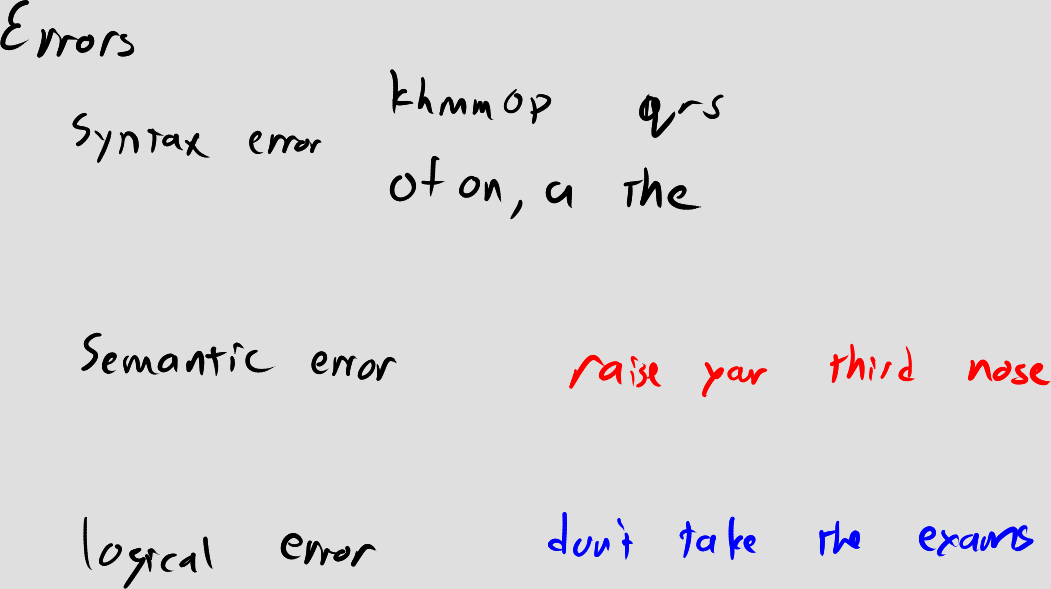 Errors
khmmop qrs
Syntax error
of on, a the
Semantic error raise your third nose
logical error don't take the exams